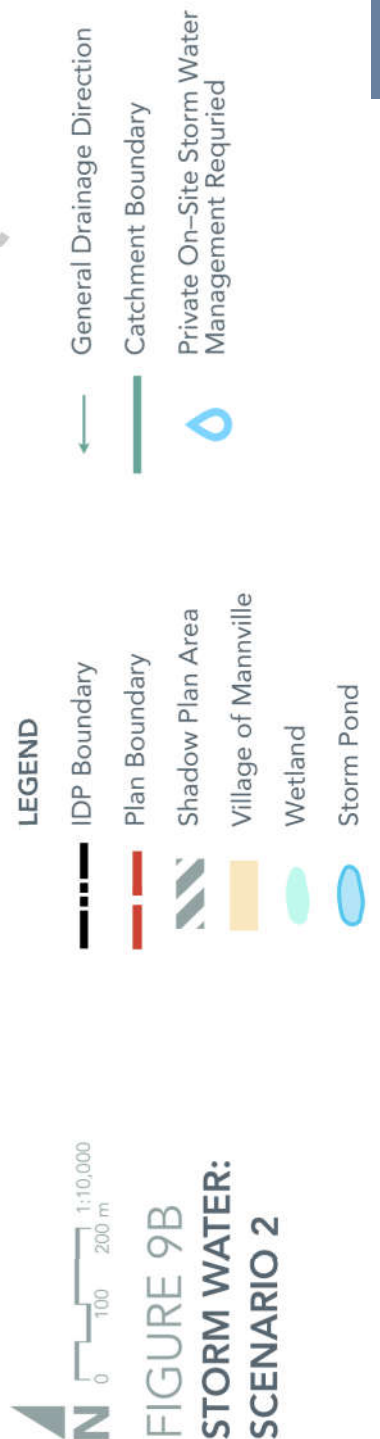 N
0 100 200 m 1:10,000
FIGURE 9B
STORM WATER:
SCENARIO 2
LEGEND
IDP Boundary
Plan Boundary
Shadow Plan Area
Village of Mannville
Wetland
Storm Pond
General Drainage Direction
Catchment Boundary
Private On–Site Storm Water
Management Requried